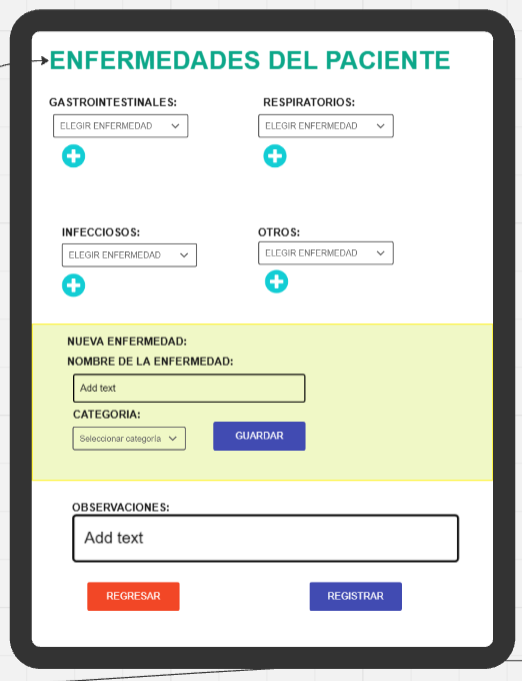 ENFERMEDADES DEL PACIENTE
GASTROINTESTINALES:
ELEGIR ENFERMEDAD
RESPIRATORIOS:
ELEGIR ENFERMEDAD
INFECCIOSOS:
ELEGIR ENFERMEDAD
OTROS:
ELEGIR ENFERMEDAD
NUEVA ENFERMEDAD:
NOMBRE DE LA ENFERMEDAD:
Add text
CATEGORIA:
Seleccionar categoría
GUARDAR
OBSERVACIONES:
Add text
REGRESAR
REGISTRAR